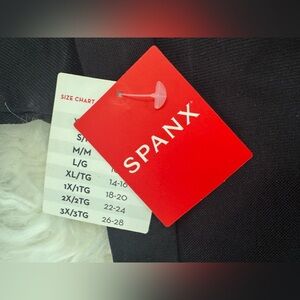 SIZE CHART
M/M
L/G
XL/TG 14-16
1X/1TG 18-20
2X/2TG 22-24
3X/3TG 26-28
SPANX